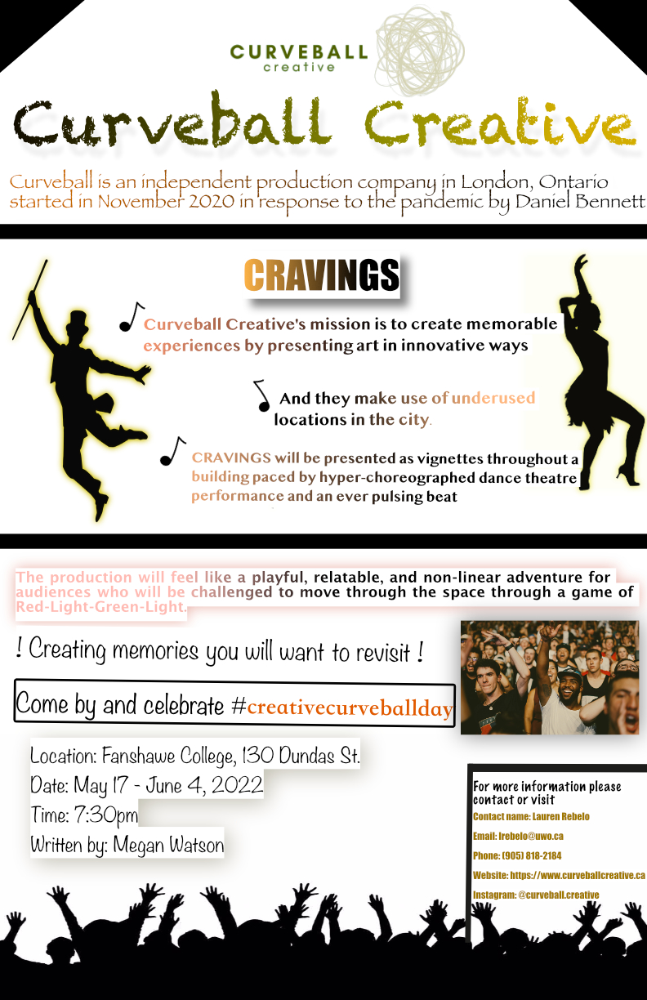 CURVEBALL
creative
Curveball Creative
Curveball is an independent production company in London, Ontario
started in November 2020 in response to the pandemic by Daniel Bennett
CRAVINGS
Curveball Creative's mission is to create memorable
experiences by presenting art in innovative ways
And they make use of underused
locations in the city.
CRAVINGS will be presented as vignettes throughout a
building paced by hyper-choreographed dance theatre
performance and an ever pulsing beat
The production will feel like a playful, relatable, and non-linear adventure for
audiences who will be challenged to move through the space through a game of
Red-Light-Green-Light.
! Creating memories you will want to revisit !
Come by and celebrate #creativecurveballday
Location: Fanshawe College, 130 Dundas St.
Date: May 17 - June 4, 2022
Time: 7:30pm
Written by: Megan Watson
For more information please
contact or visit
Contact name: Lauren Rebelo
Email: lrebelo@uwo.ca
Phone: (905) 818-2184
Website: https://www.curveballcreative.ca
Instagram: @curveball.creative